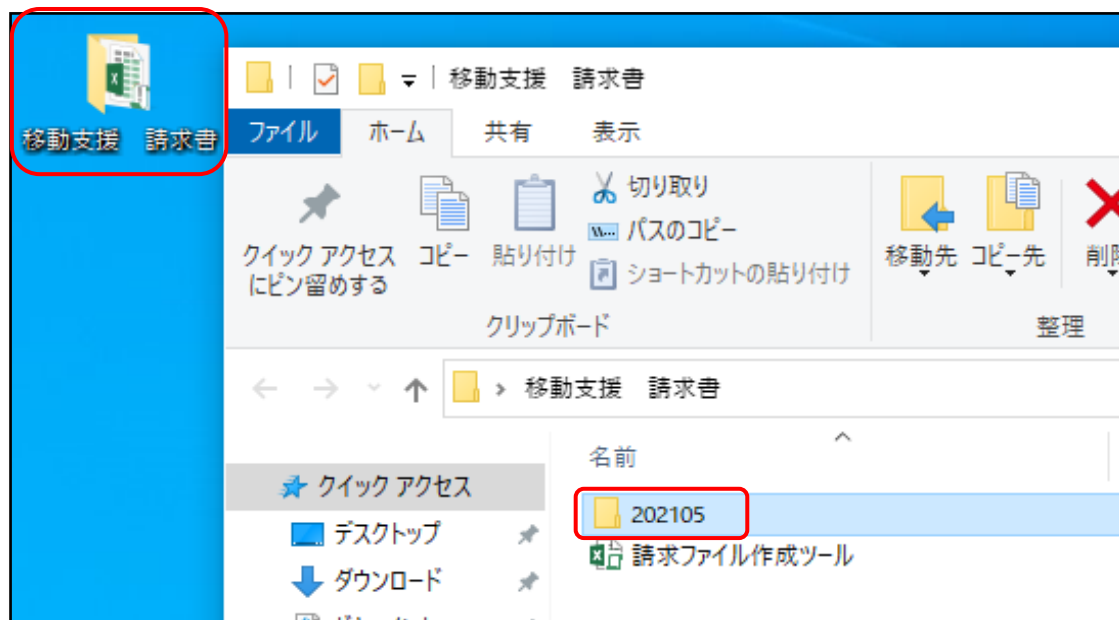 移動支援　請求書
移動支援　請求書
ファイル ホーム 共有 表示
クイック アクセス
にピン留めする
コピー
貼り付け
切り取り
パスのコピー
ショートカットの貼り付け
移動先
コピー先
クリップボード
整理
移動支援　請求書
名前
クイック アクセス
デスクトップ
ダウンロード
202105
請求ファイル作成ツール